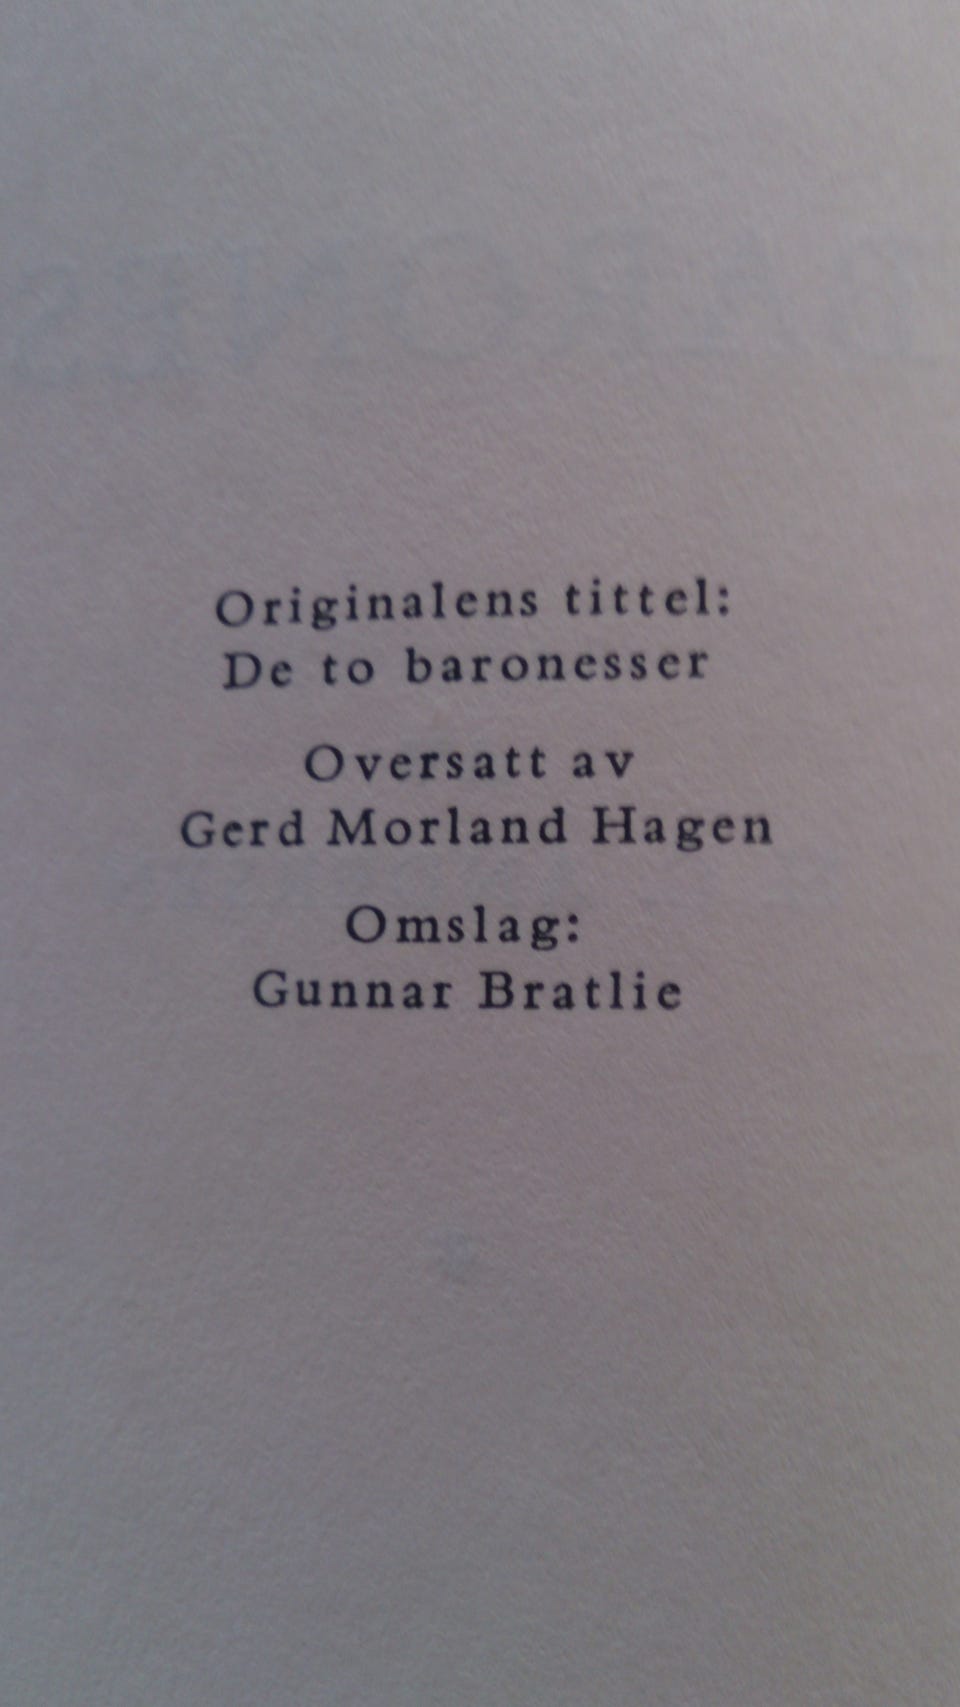 Originalens tittel:
De to baronesser
Oversatt av
Gerd Morland Hagen
Omslag:
Gunnar Bratlie